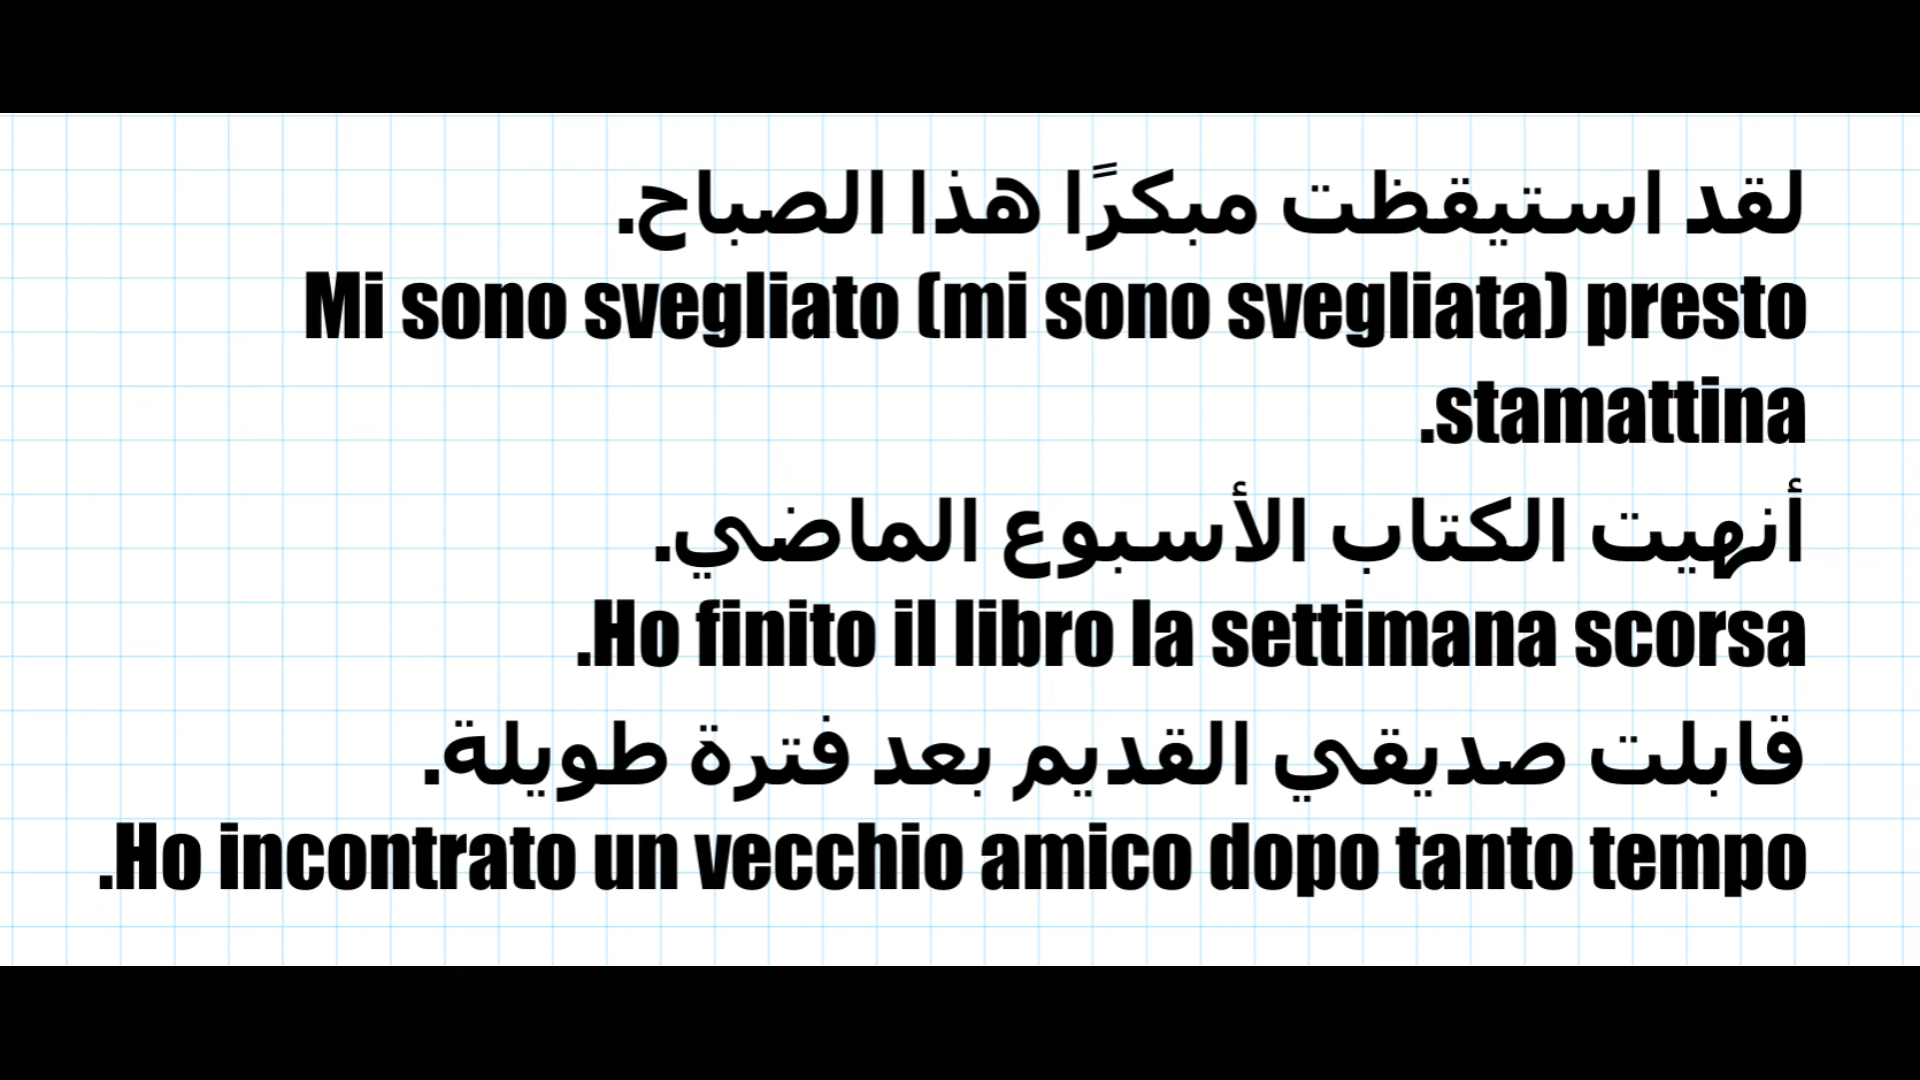 لقد استيقظت مبكرًا هذا الصباح.
Mi sono svegliato (mi sono svegliata) presto
stamattina.
أنهيت الكتاب الأسبوع الماضي.
Ho finito il libro la settimana scorsa.
قابلت صديقي القديم بعد فترة طويلة.
Ho incontrato un vecchio amico dopo tanto tempo.